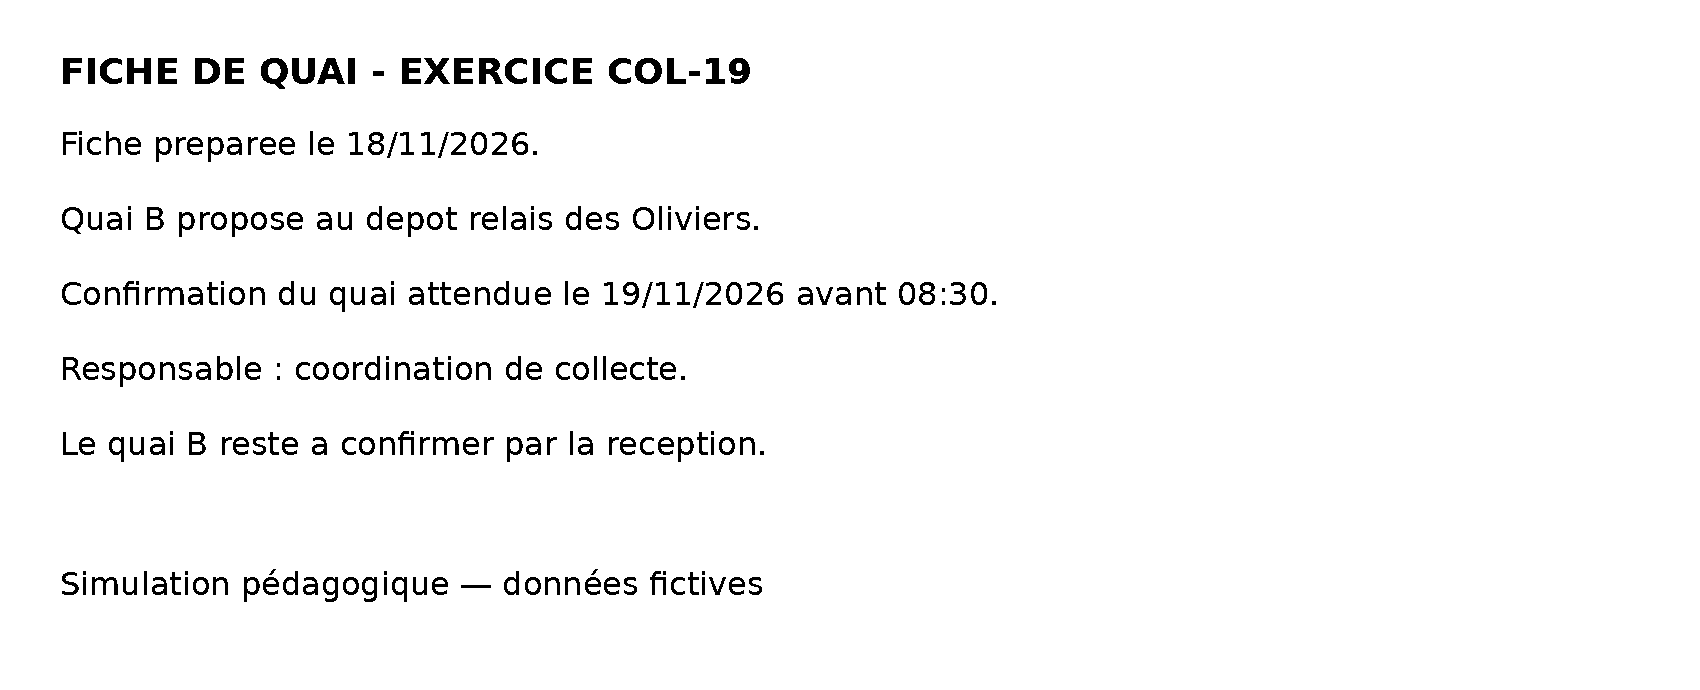 FICHE DE QUAI - EXERCICE COL-19
Fiche preparee le 18/11/2026.
Quai B propose au depot relais des Oliviers.
Confirmation du quai attendue le 19/11/2026 avant 08:30.
Responsable : coordination de collecte.
Le quai B reste a confirmer par la reception.
Simulation pédagogique — données fictives